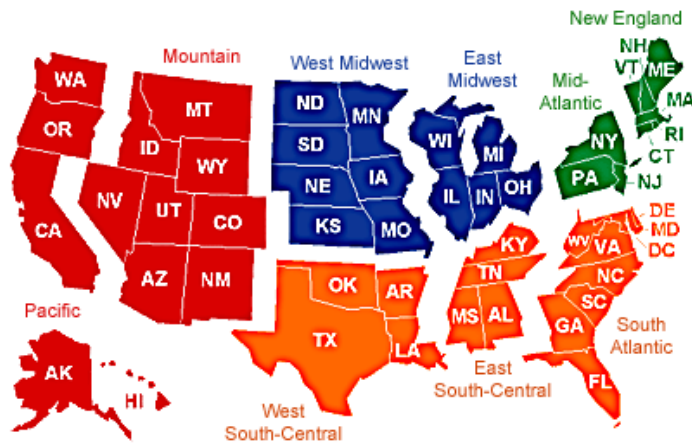 New England
Mountain
West Midwest
East
Midwest
Mid-
Atlantic
NH
VT
ME
MA
RI
CT
NJ
NY
PA
WA
OR
CA
MT
ID
WY
NV
UT
CO
AZ
NM
ND
SD
NE
KS
MN
IA
MO
WI
MI
IL
IN
OH
DE
MD
DC
WV
VA
NC
SC
GA
FL
KY
TN
MS
AL
OK
AR
TX
LA
Pacific
AK
HI
South
Atlantic
East
South-Central
West
South-Central